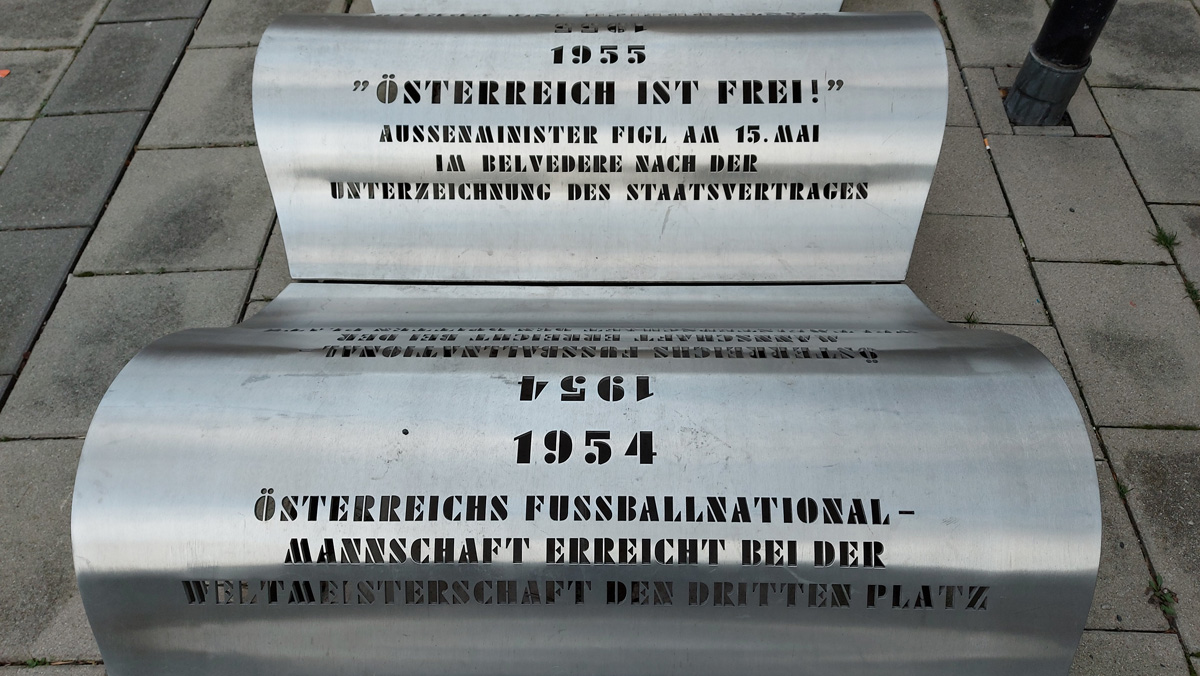 1955
"ÖSTERREICH IST FREI!"
AUSSENMINISTER FIGL AM 15. MAI
IM BELVEDERE NACH DER
UNTERZEICHNUNG DES STAATSVERTRAGES
1954
ÖSTERREICHS FUSSBALLNATIONAL-
MANNSCHAFT ERREICHT BEI DER
WELTMEISTERSCHAFT DEN DRITTEN PLATZ